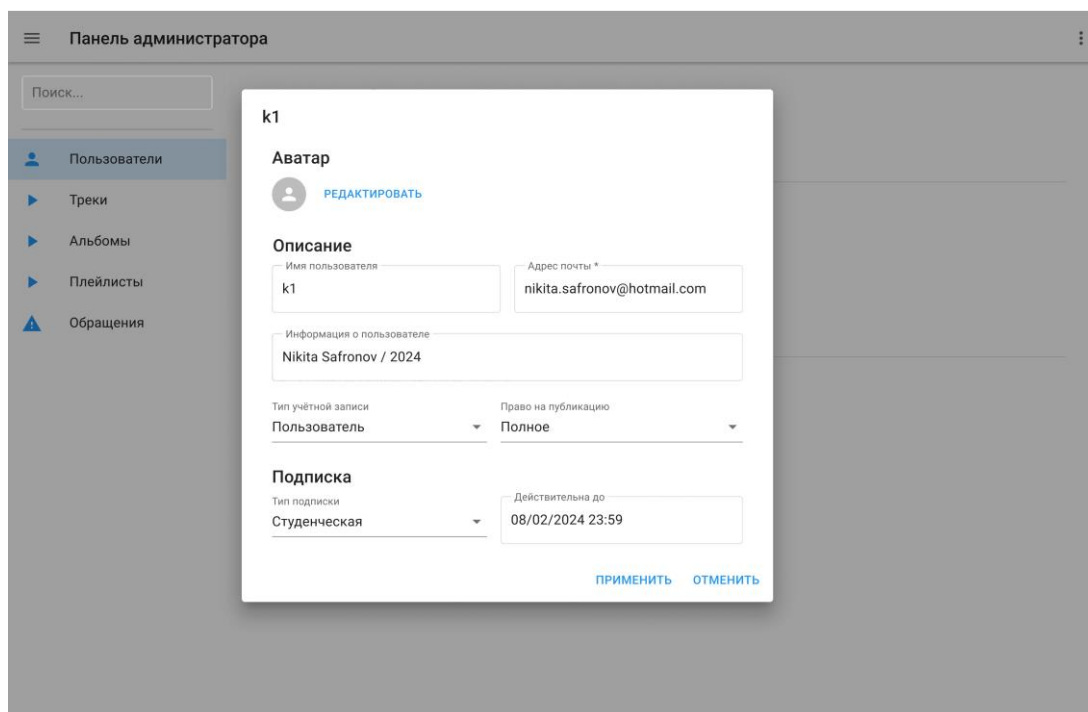 Панель администратора
Поиск...
Пользователи
Треки
Альбомы
Плейлисты
Обращения
k1
Аватар
РЕДАКТИРОВАТЬ
Описание
Имя пользователя
k1
Адрес почты *
nikita.safronov@hotmail.com
Информация о пользователе
Nikita Safronov / 2024
Тип учётной записи
Пользователь
Право на публикацию
Полное
Подписка
Тип подписки
Студенческая
Действительна до
08/02/2024 23:59
ПРИМЕНИТЬ ОТМЕНИТЬ